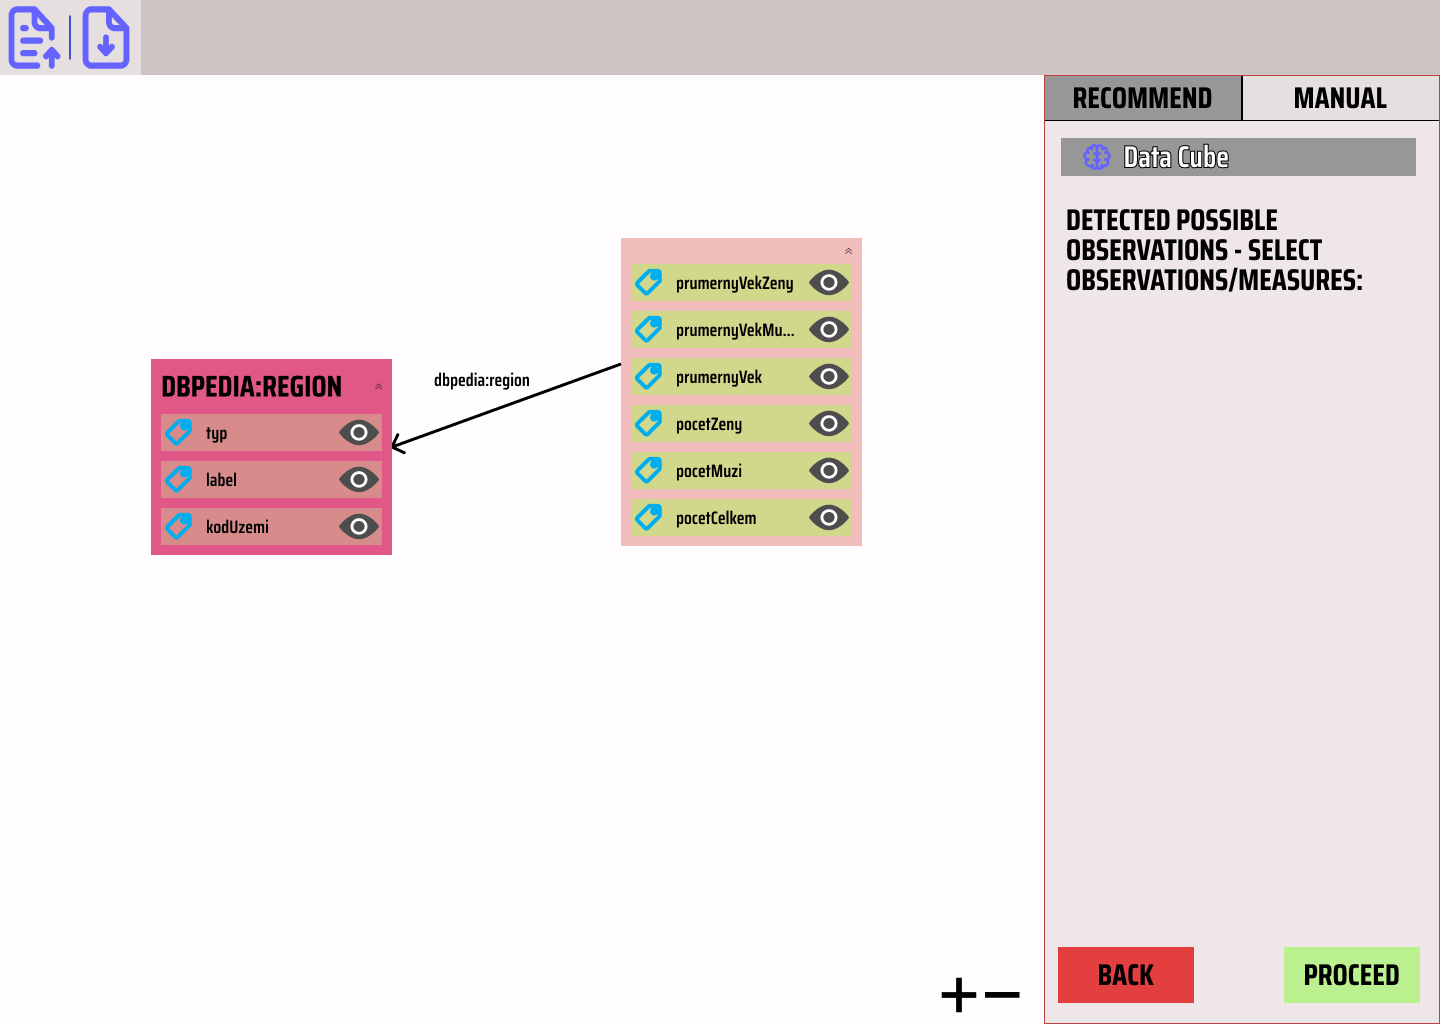 RECOMMEND
MANUAL
Data Cube
DETECTED POSSIBLE
OBSERVATIONS - SELECT
OBSERVATIONS/MEASURES:
prumernyVekZeny
prumernyVekMu...
prumernyVek
pocetZeny
pocetMuzi
pocetCelkem
dbpedia:region
DBPEDIA:REGION
typ
label
kodUzemi
BACK
PROCEED